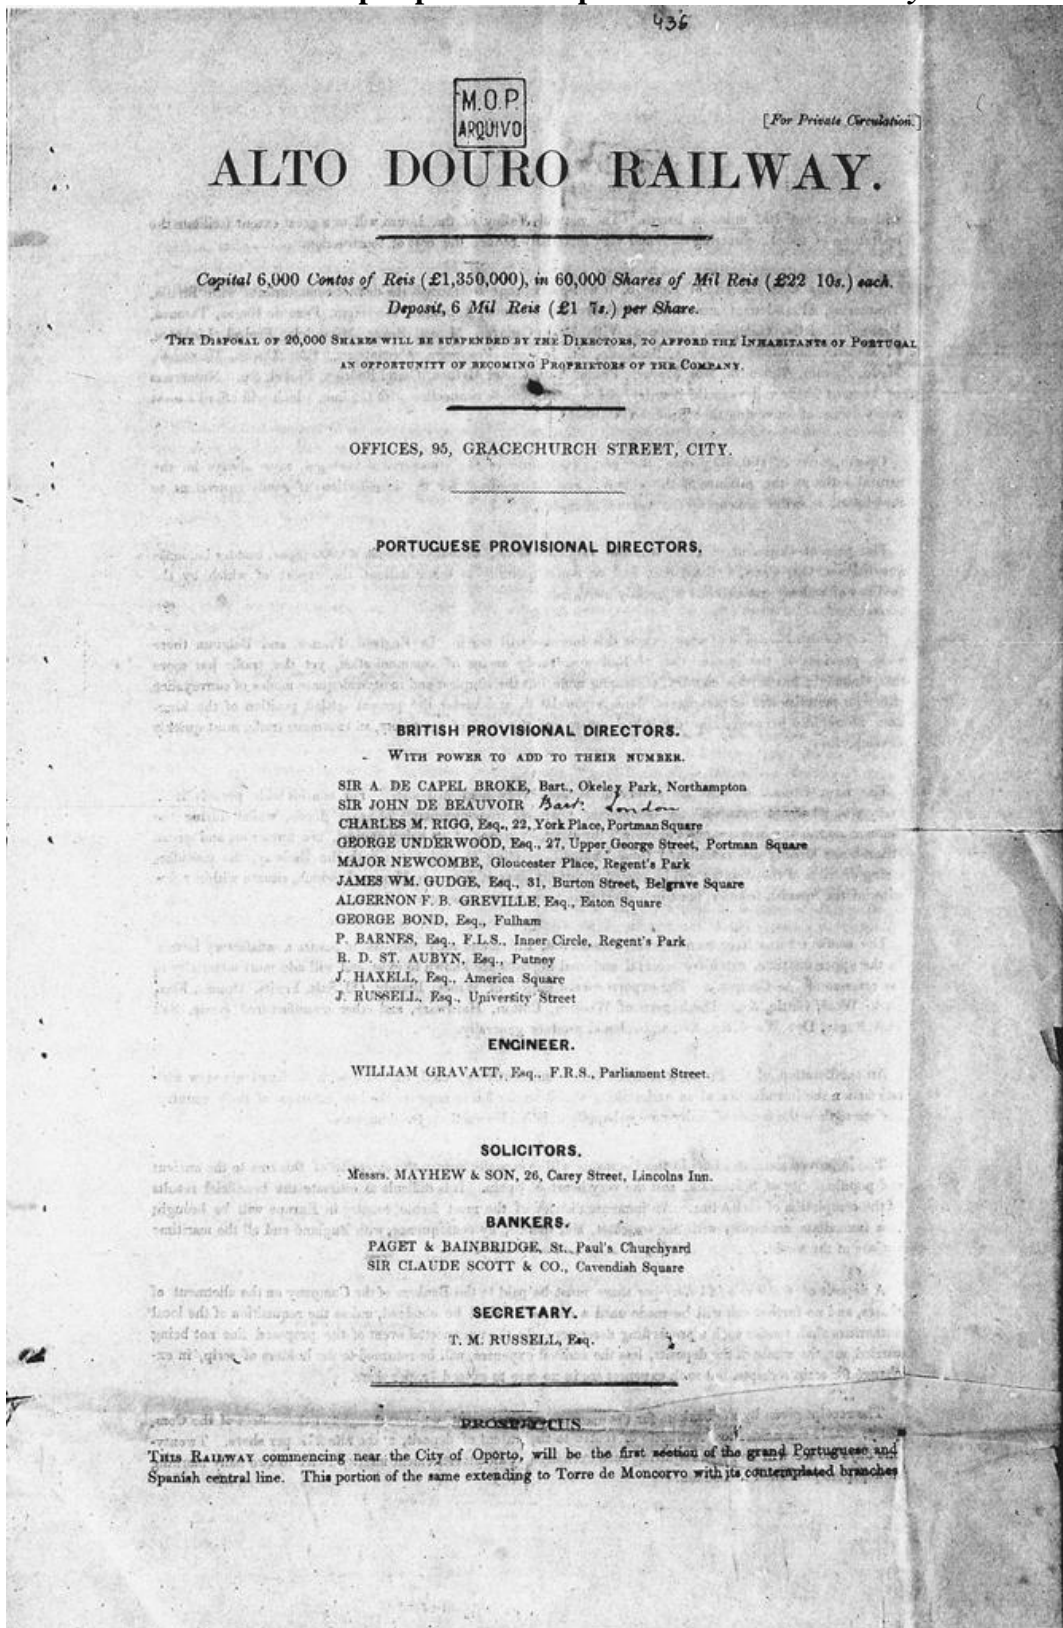 436
M.O.P.
ARQUIVO
[For Private Circulation.]
ALTO DOURO RAILWAY.
Capital 6,000 Contos of Reis (£1,350,000), in 60,000 Shares of Mil Reis (£22 10s.) each.
Deposit, 6 Mil Reis (£1 7s.) per Share.
THE DISPOSAL OF 20,000 SHARES WILL BE SUSPENDED BY THE DIRECTORS, TO AFFORD THE INHABITANTS OF PORTUGAL
AN OPPORTUNITY OF BECOMING PROPRIETORS OF THE COMPANY.
OFFICES, 95, GRACECHURCH STREET, CITY.
PORTUGUESE PROVISIONAL DIRECTORS.
BRITISH PROVISIONAL DIRECTORS.
WITH POWER TO ADD TO THEIR NUMBER.
SIR A. DE CAPEL BROKE, Bart., Okeley Park, Northampton
SIR JOHN DE BEAUVOIR Bart. London
CHARLES M. RIGG, Esq., 22, York Place, Portman Square
GEORGE UNDERWOOD, Esq., 27, Upper George Street, Portman Square
MAJOR NEWCOMBE, Gloucester Place, Regent's Park
JAMES WM. GUDGE, Esq., 31, Burton Street, Belgrave Square
ALGERNON F. B. GREVILLE, Esq., Eaton Square
GEORGE BOND, Esq., Fulham
P. BARNES, Esq., F.L.S., Inner Circle, Regent's Park
R. D. ST. AUBYN, Esq., Putney
J. HAXELL, Esq., America Square
J. RUSSELL, Esq., University Street
ENGINEER.
WILLIAM GRAVATT, Esq., F.R.S., Parliament Street.
SOLICITORS.
Messrs. MAYHEW & SON, 26, Carey Street, Lincolns Inn.
BANKERS.
PAGET & BAINBRIDGE, St. Paul's Churchyard
SIR CLAUDE SCOTT & CO., Cavendish Square
SECRETARY.
T. M. RUSSELL, Esq.
PROSPECTUS.
THIS RAILWAY commencing near the City of Oporto, will be the first section of the grand Portuguese and
Spanish central line. This portion of the same extending to Torre de Moncorvo with its contemplated branches